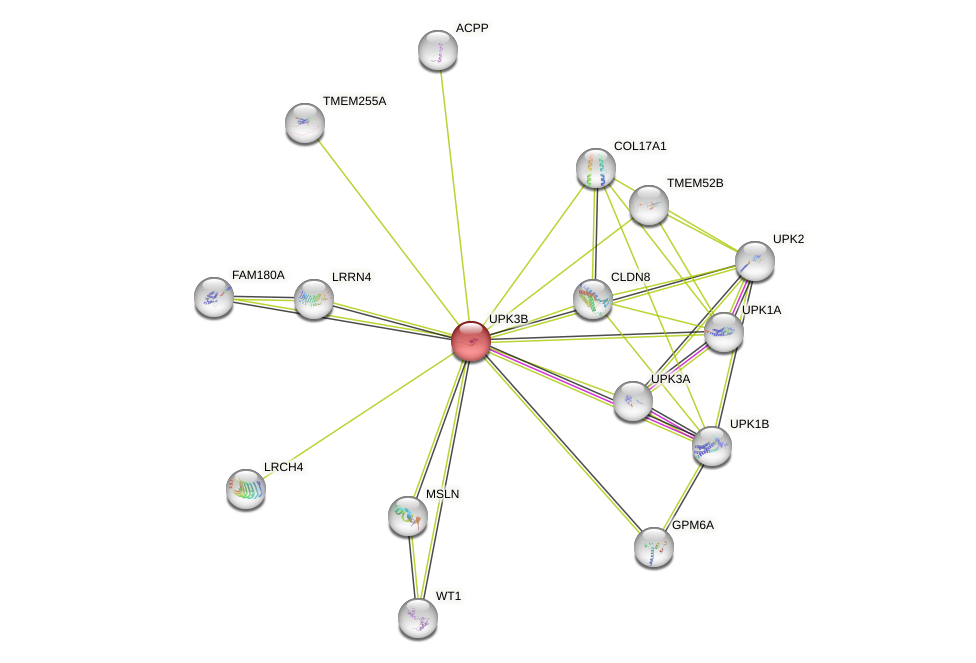 ACPP
TMEM255A
COL17A1
TMEM52B
UPK2
FAM180A
LRRN4
CLDN8
UPK1A
UPK3B
UPK3A
UPK1B
LRCH4
MSLN
GPM6A
WT1